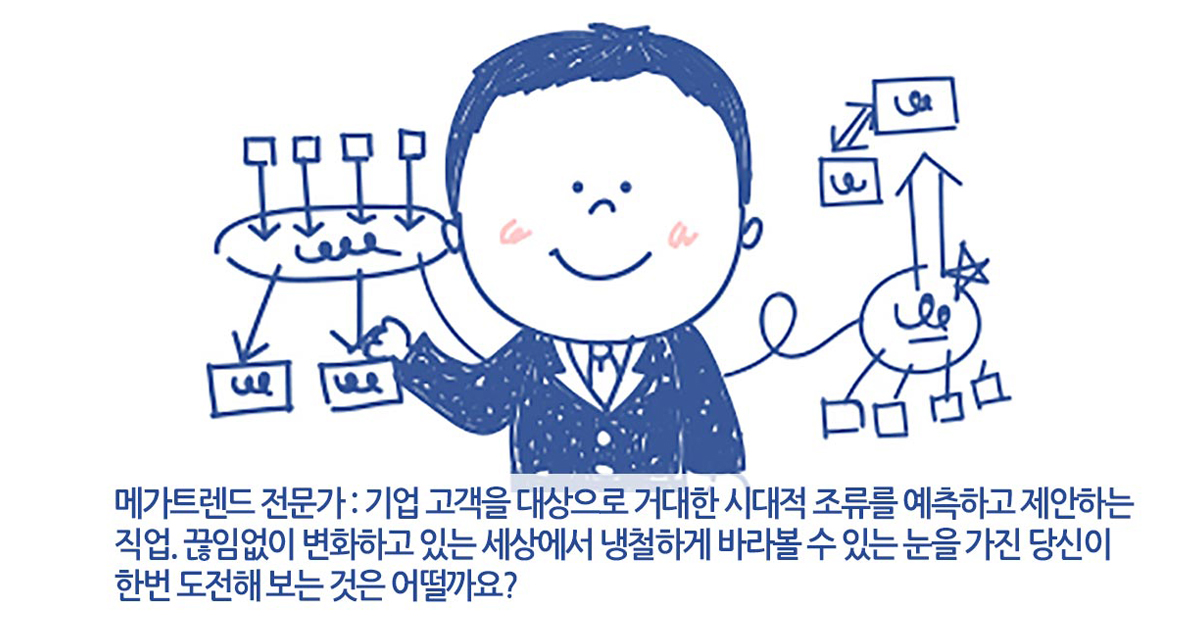 메가트렌드 전문가 : 기업 고객을 대상으로 거대한 시대적 조류를 예측하고 제안하는
직업. 끊임없이 변화하고 있는 세상에서 냉철하게 바라볼 수 있는 눈을 가진 당신이
한번 도전해 보는 것은 어떨까요?